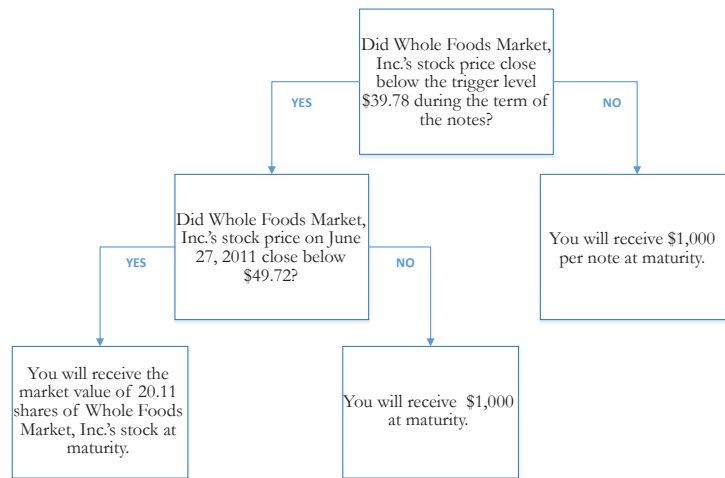 Did Whole Foods Market,
Inc.’s stock price close
below the trigger level
$39.78 during the term of
the notes?
YES
NO
Did Whole Foods Market,
Inc.’s stock price on June
27, 2011 close below
$49.72?
You will receive $1,000
per note at maturity.
YES
NO
You will receive the
market value of 20.11
shares of Whole Foods
Market, Inc.’s stock at
maturity.
You will receive $1,000
at maturity.